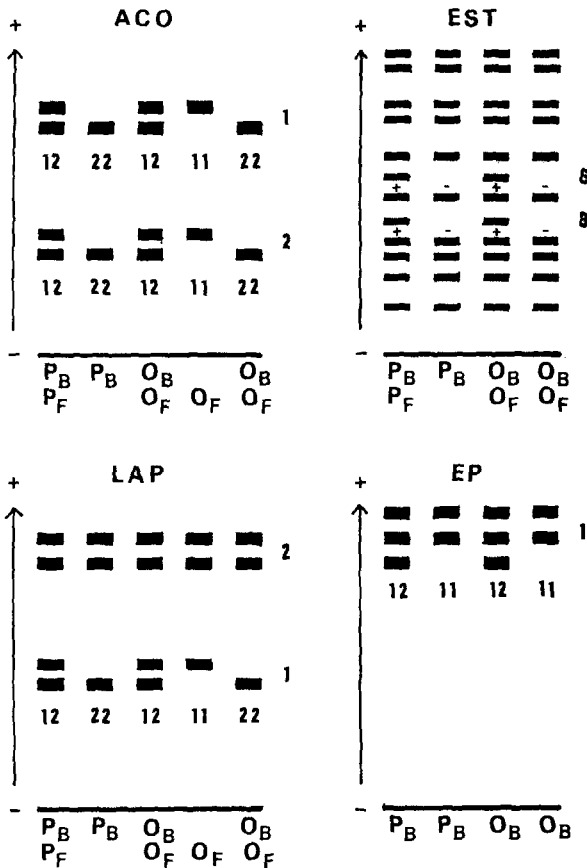 ACO
+
1
12 22 12 11 22
2
12 22 12 11 22
-
P_B P_B O_B O_B
P_F O_F O_F O_F
EST
+
+ - + -
+ - + -
P_B P_B O_B O_B
P_F O_F O_F
LAP
+
2
1
12 22 12 11 22
-
P_B P_B O_B O_B
P_F O_F O_F O_F
EP
+
1
12 11 12 11
-
P_B P_B O_B O_B